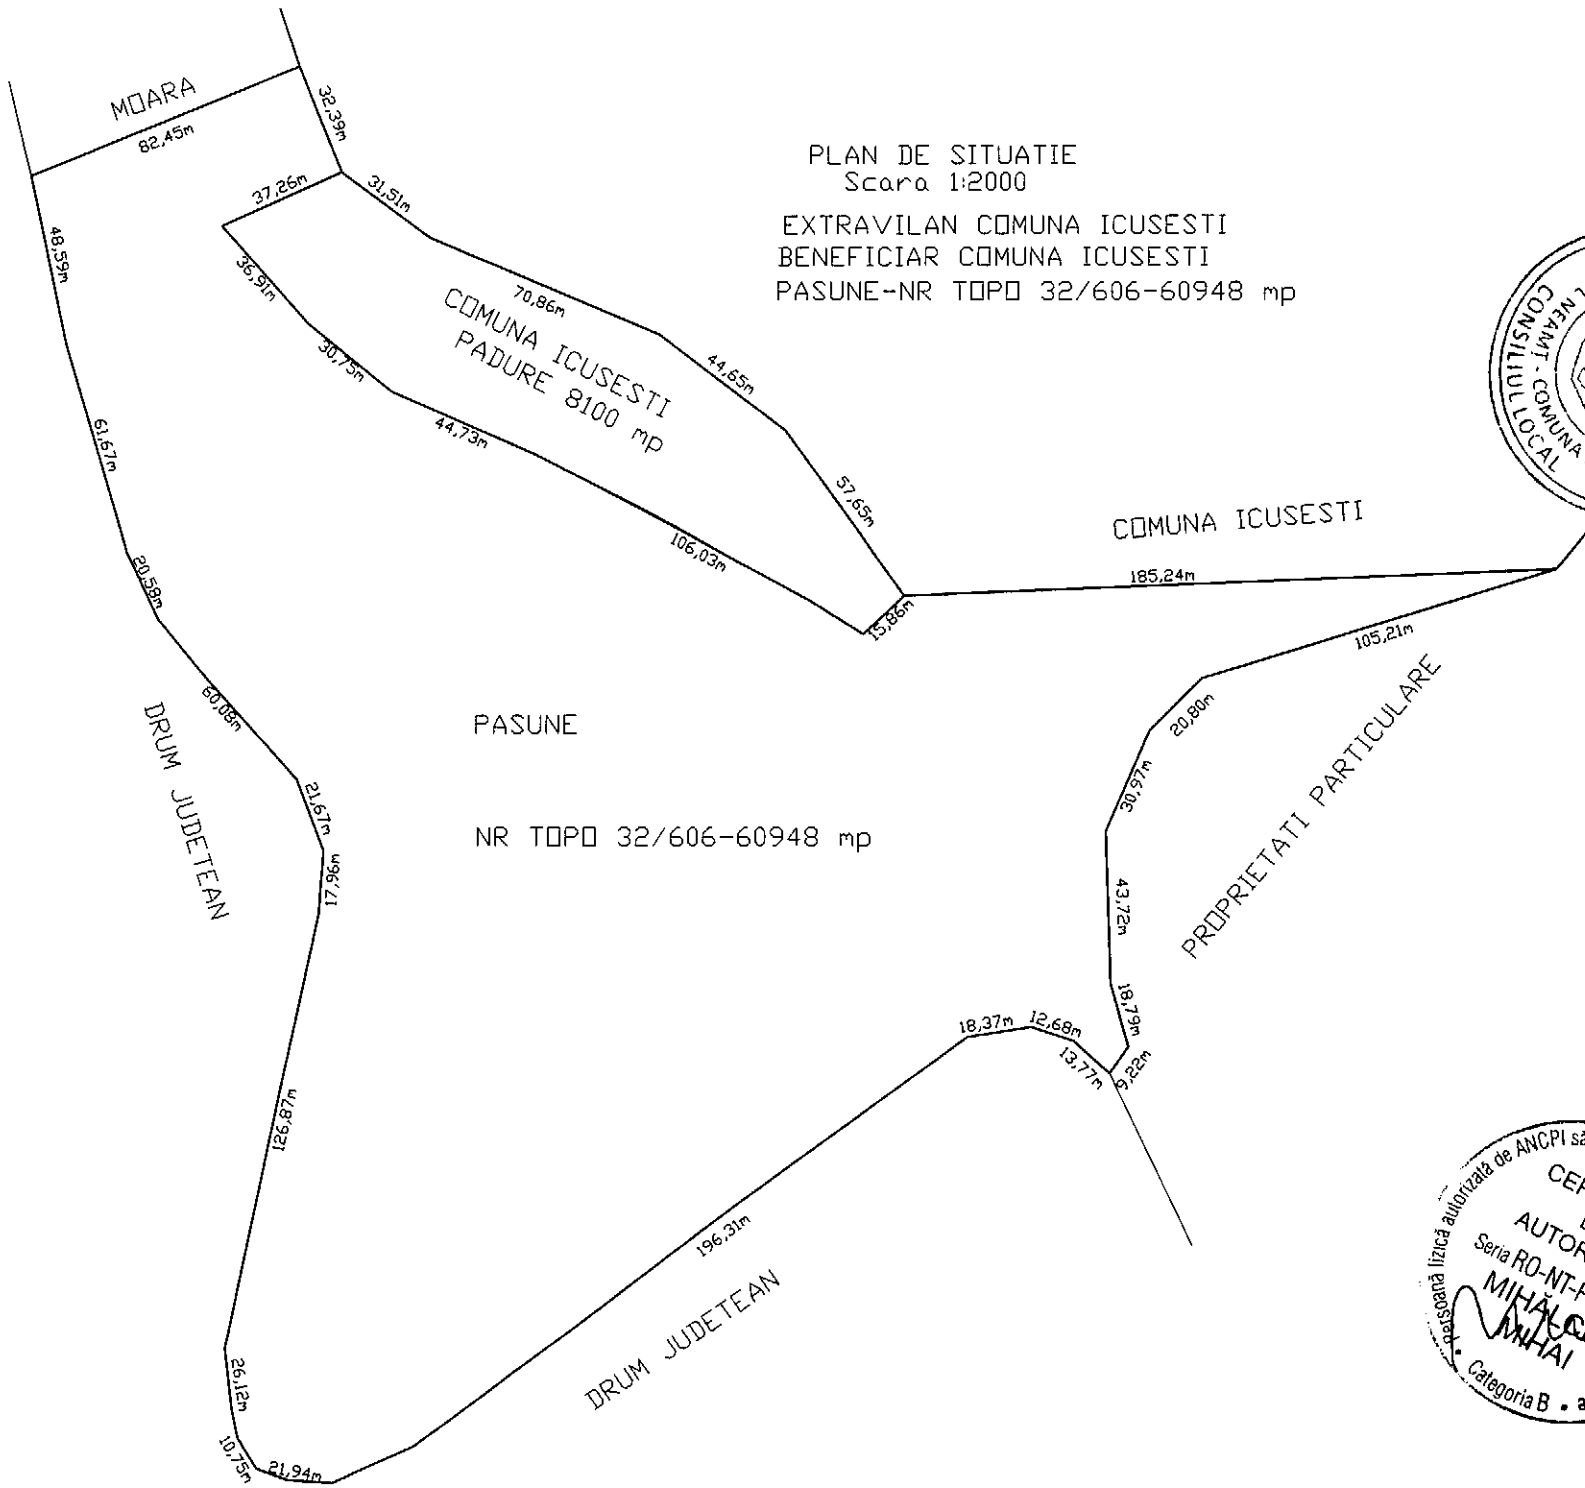 MOARA
82,45m
32,39m
PLAN DE SITUATIE
Scara 1:2000
EXTRAVILAN COMUNA ICUSESTI
BENEFICIAR COMUNA ICUSESTI
PASUNE-NR TOPO 32/606-60948 mp
37,26m
31,51m
48,59m
36,91m
70,86m
COMUNA ICUSESTI
PADURE 8100 mp
30,75m
44,65m
44,73m
61,67m
57,65m
106,03m
NEAMT - COMUNA
CONSILIUL LOCAL
COMUNA ICUSESTI
185,24m
15,86m
20,58m
105,21m
60,08m
20,80m
DRUM JUDETEAN
PASUNE
PROPRIETATI PARTICULARE
21,67m
30,97m
NR TOPO 32/606-60948 mp
17,96m
43,72m
18,79m
18,37m
12,68m
13,77m
9,22m
126,87m
196,31m
DRUM JUDETEAN
26,12m
10,75m
21,94m
Persoană fizică autorizată de ANCPI să
AUTOR
Seria RO-NT-F
MIHAI
Categoria B •